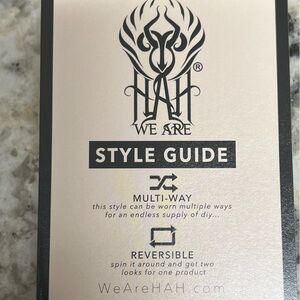 HAH®
WE ARE
STYLE GUIDE
MULTI-WAY
this style can be worn multiple ways
for an endless supply of diy...
REVERSIBLE
spin it around and get two
looks for one product
WeAreHAH.com